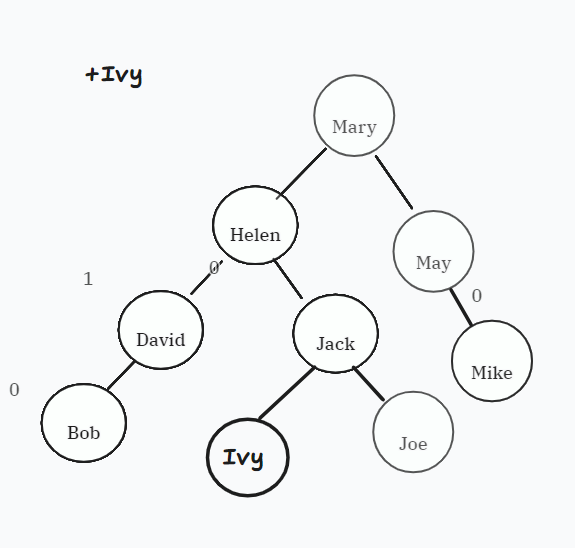 +Ivy
Mary
Helen
May
0
1
0
David
Jack
Mike
0
Bob
Joe
Ivy